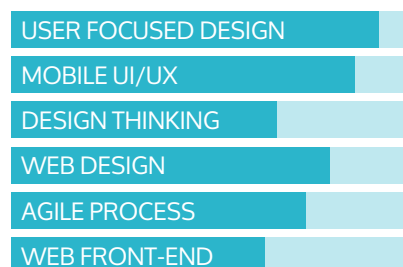 USER FOCUSED DESIGN
MOBILE UI/UX
DESIGN THINKING
WEB DESIGN
AGILE PROCESS
WEB FRONT-END